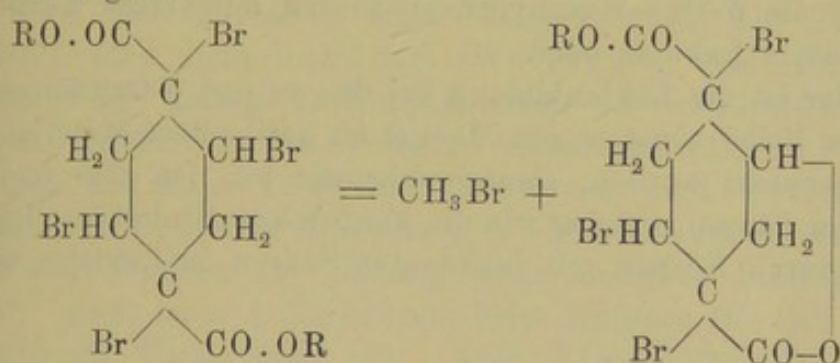 RO.OC Br RO.CO Br
C C
H₂C CHBr H₂C CH
= CH₃Br +
BrHC CH₂ BrHC CH₂
C C
Br CO.OR Br CO–O